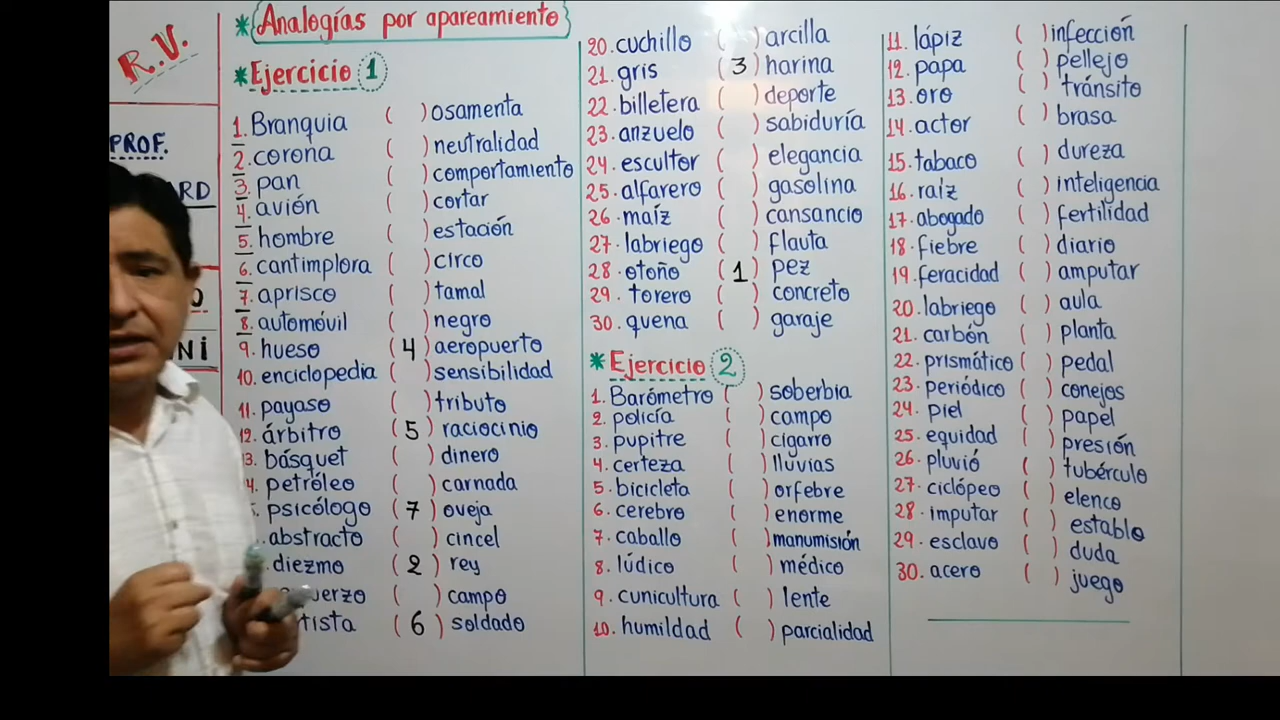 R.V.
PROF.
RD
O
NI
* Analogías por apareamiento
* Ejercicio 1
1. Branquia ( ) osamenta
2. corona ( ) neutralidad
3. pan ( ) comportamiento
4. avión ( ) cortar
5. hombre ( ) estación
6. cantimplora ( ) circo
7. aprisco ( ) tamal
8. automóvil ( ) negro
9. hueso (4) aeropuerto
10. enciclopedia ( ) sensibilidad
11. payaso ( ) tributo
12. árbitro (5) raciocinio
13. básquet ( ) dinero
4. petróleo ( ) carnada
psicólogo (7) oveja
abstracto ( ) cincel
diezmo (2) rey
uerzo ( ) campo
tista (6) soldado
20. cuchillo ( ) arcilla
21. gris (3) harina
22. billetera ( ) deporte
23. anzuelo ( ) sabiduría
24. escultor ( ) elegancia
25. alfarero ( ) gasolina
26. maíz ( ) cansancio
27. labriego ( ) flauta
28. otoño (1) pez
29. torero ( ) concreto
30. quena ( ) garaje
* Ejercicio 2
1. Barómetro ( ) soberbia
2. policía ( ) campo
3. pupitre ( ) cigarro
4. certeza ( ) lluvias
5. bicicleta ( ) orfebre
6. cerebro ( ) enorme
7. caballo ( ) manumisión
8. lúdico ( ) médico
9. cunicultura ( ) lente
10. humildad ( ) parcialidad
11. lápiz ( ) infección
12. papa ( ) pellejo
13. oro ( ) tránsito
14. actor ( ) brasa
15. tabaco ( ) dureza
16. raíz ( ) inteligencia
17. abogado ( ) fertilidad
18. fiebre ( ) diario
19. feracidad ( ) amputar
20. labriego ( ) aula
21. carbón ( ) planta
22. prismático ( ) pedal
23. periódico ( ) conejos
24. piel ( ) papel
25. equidad ( ) presión
26. pluvió ( ) tubérculo
27. ciclópeo ( ) elenco
28. imputar ( ) establo
29. esclavo ( ) duda
30. acero ( ) juego